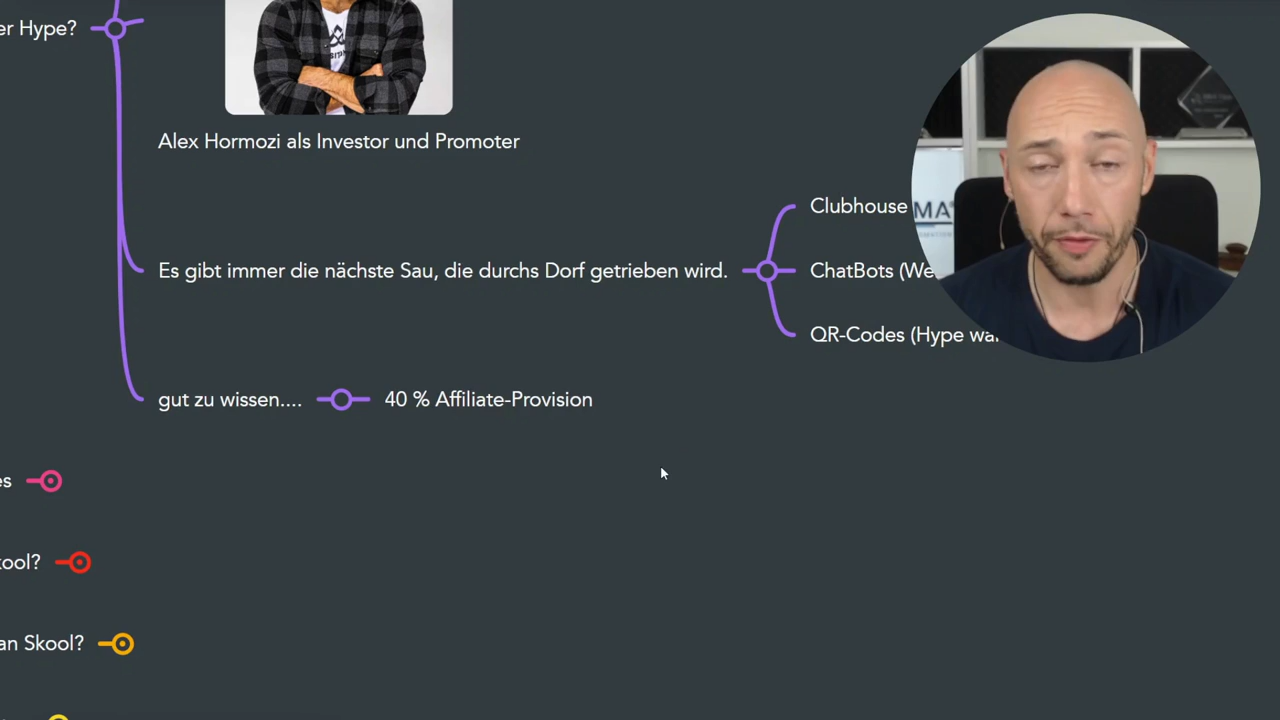 er Hype?
Alex Hormozi als Investor und Promoter
Clubhouse
MA
Es gibt immer die nächste Sau, die durchs Dorf getrieben wird.
ChatBots (We
QR-Codes (Hype wa
gut zu wissen....
40 % Affiliate-Provision
es
kool?
an Skool?